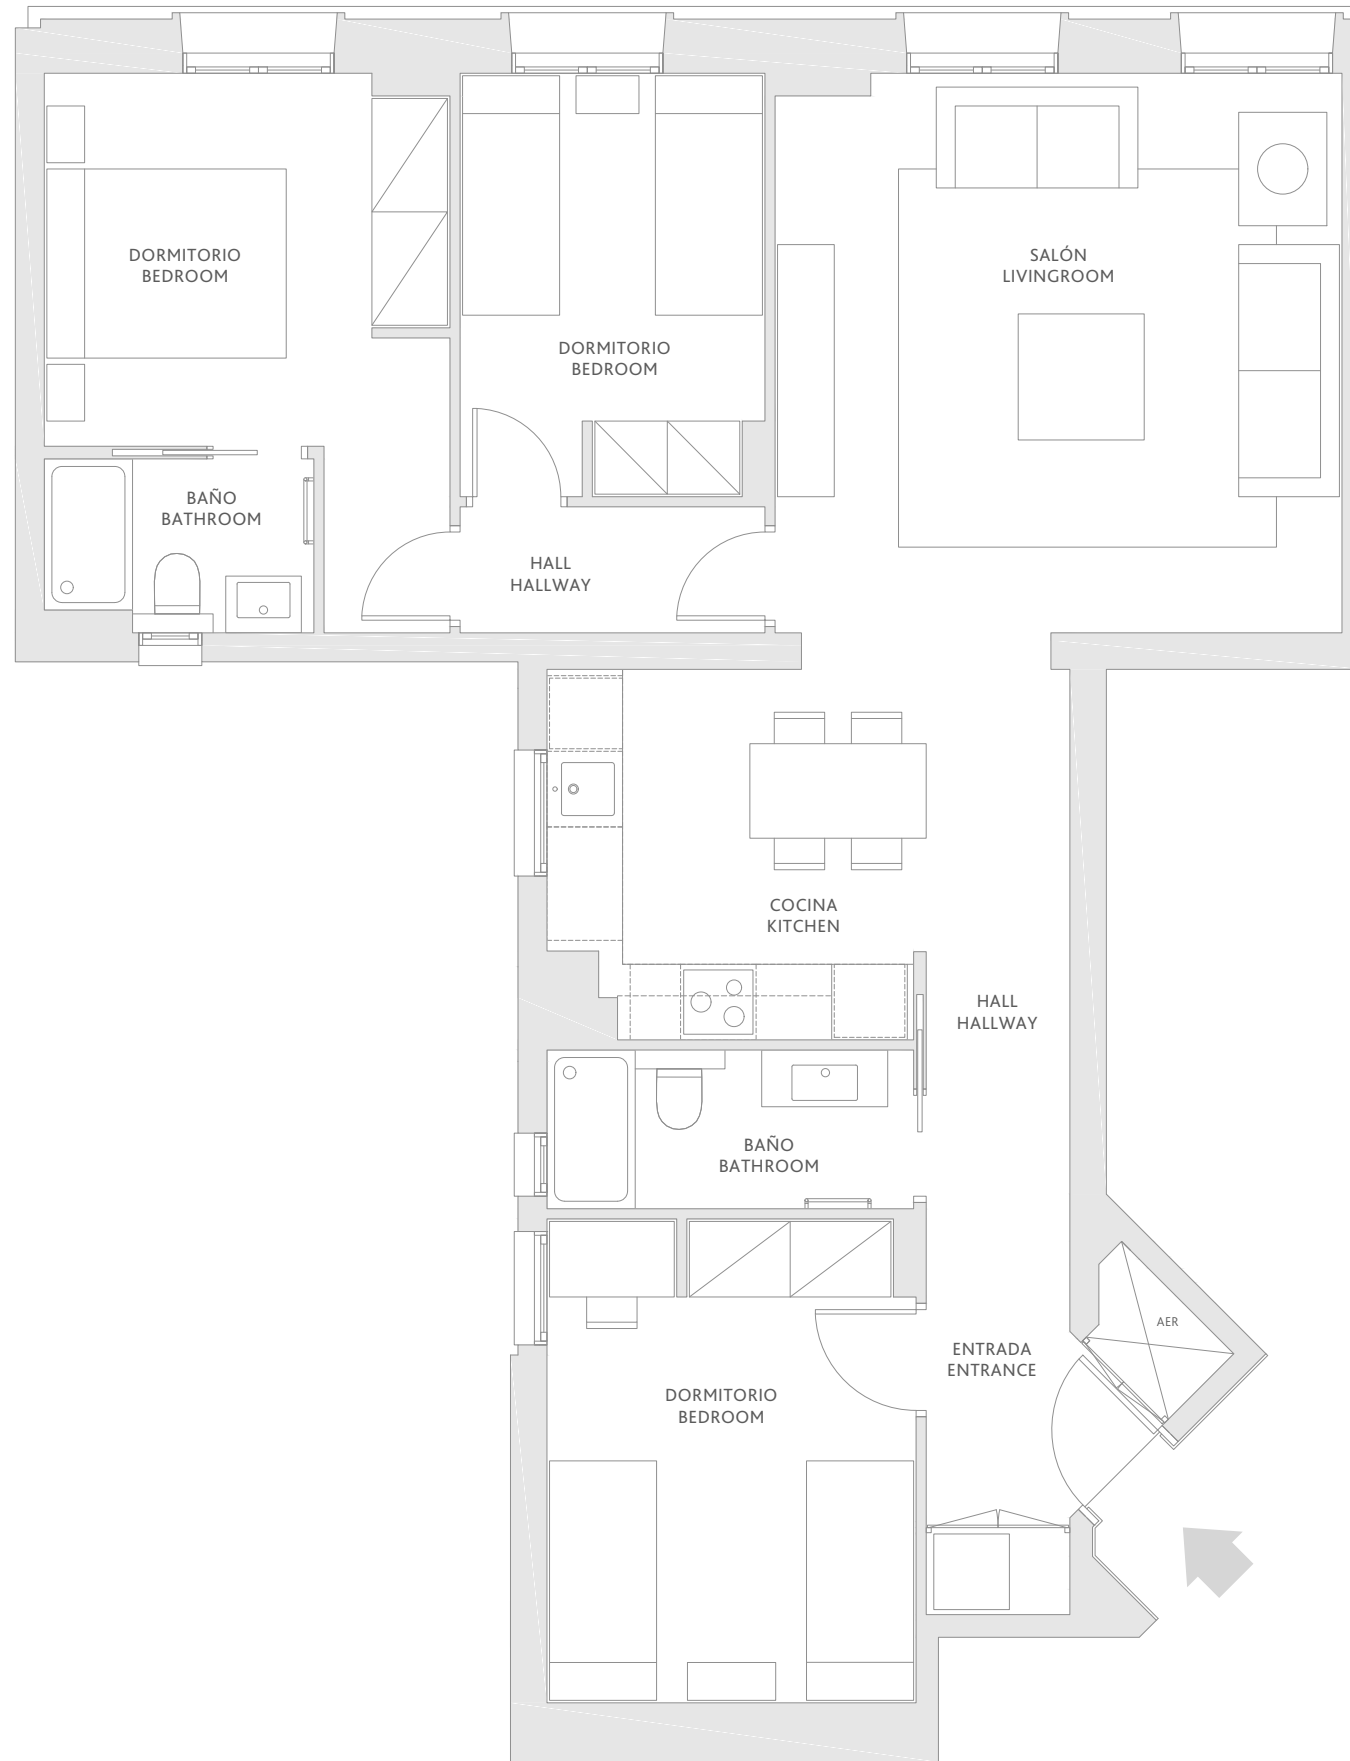 DORMITORIO
BEDROOM
SALÓN
LIVINGROOM
DORMITORIO
BEDROOM
BAÑO
BATHROOM
HALL
HALLWAY
COCINA
KITCHEN
HALL
HALLWAY
BAÑO
BATHROOM
AER
ENTRADA
ENTRANCE
DORMITORIO
BEDROOM